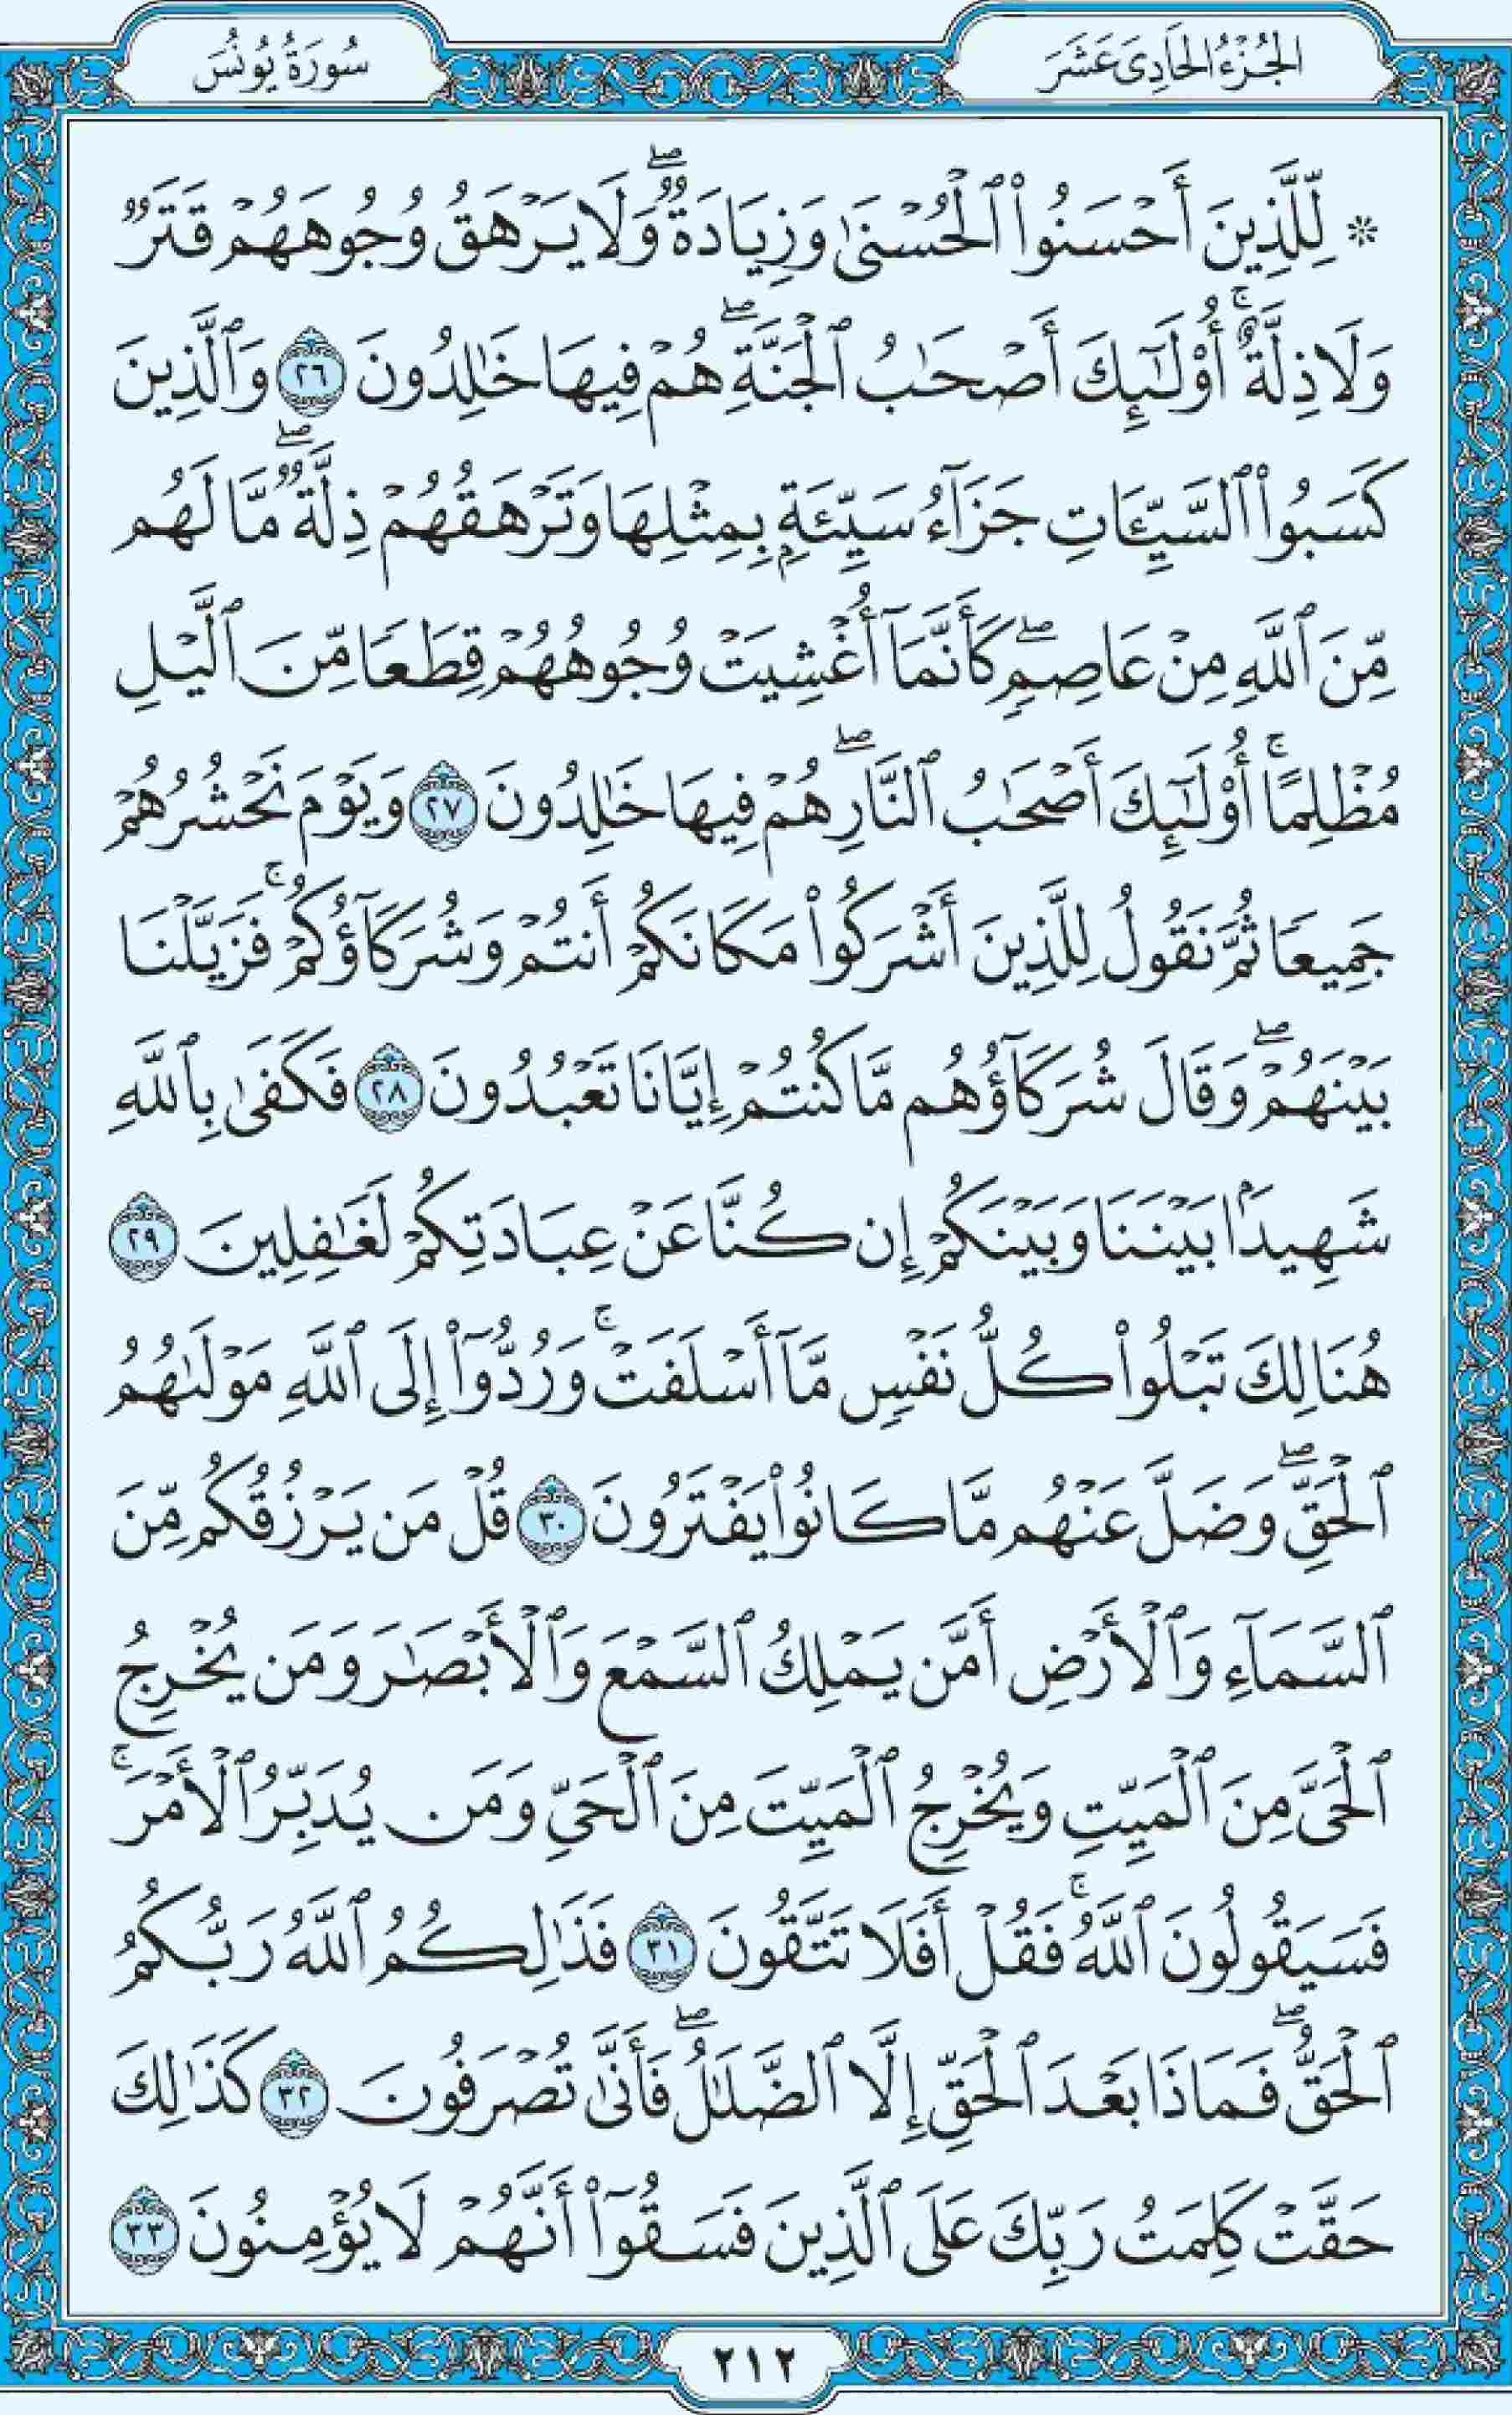 الجُزْءُ الحَادِي عَشَرَ
سُورَةُ يُونُسَ
۞ لِّلَّذِينَ أَحْسَنُواْ ٱلْحُسْنَىٰ وَزِيَادَةٌۖ وَلَا يَرْهَقُ وُجُوهَهُمْ قَتَرٌ
وَلَا ذِلَّةٌۚ أُوْلَٰٓئِكَ أَصْحَٰبُ ٱلْجَنَّةِۖ هُمْ فِيهَا خَٰلِدُونَ ٢٦ وَٱلَّذِينَ
كَسَبُواْ ٱلسَّيِّـَٔاتِ جَزَآءُ سَيِّئَةِۭ بِمِثْلِهَا وَتَرْهَقُهُمْ ذِلَّةٌۖ مَّا لَهُم
مِّنَ ٱللَّهِ مِنْ عَاصِمٍۖ كَأَنَّمَآ أُغْشِيَتْ وُجُوهُهُمْ قِطَعًا مِّنَ ٱلَّيْلِ
مُظْلِمًاۚ أُوْلَٰٓئِكَ أَصْحَٰبُ ٱلنَّارِۖ هُمْ فِيهَا خَٰلِدُونَ ٢٧ وَيَوْمَ نَحْشُرُهُمْ
جَمِيعًا ثُمَّ نَقُولُ لِلَّذِينَ أَشْرَكُواْ مَكَانَكُمْ أَنتُمْ وَشُرَكَآؤُكُمْۚ فَزَيَّلْنَا
بَيْنَهُمْۖ وَقَالَ شُرَكَآؤُهُم مَّا كُنتُمْ إِيَّانَا تَعْبُدُونَ ٢٨ فَكَفَىٰ بِٱللَّهِ
شَهِيدَۢا بَيْنَنَا وَبَيْنَكُمْ إِن كُنَّا عَنْ عِبَادَتِكُمْ لَغَٰفِلِينَ ٢٩
هُنَالِكَ تَبْلُواْ كُلُّ نَفْسٍ مَّآ أَسْلَفَتْۚ وَرُدُّوٓاْ إِلَى ٱللَّهِ مَوْلَىٰهُمُ
ٱلْحَقِّۖ وَضَلَّ عَنْهُم مَّا كَانُواْ يَفْتَرُونَ ٣٠ قُلْ مَن يَرْزُقُكُم مِّنَ
ٱلسَّمَآءِ وَٱلْأَرْضِ أَمَّن يَمْلِكُ ٱلسَّمْعَ وَٱلْأَبْصَٰرَ وَمَن يُخْرِجُ
ٱلْحَىَّ مِنَ ٱلْمَيِّتِ وَيُخْرِجُ ٱلْمَيِّتَ مِنَ ٱلْحَىِّ وَمَن يُدَبِّرُ ٱلْأَمْرَۚ
فَسَيَقُولُونَ ٱللَّهُۚ فَقُلْ أَفَلَا تَتَّقُونَ ٣١ فَذَٰلِكُمُ ٱللَّهُ رَبُّكُمُ
ٱلْحَقُّۖ فَمَاذَا بَعْدَ ٱلْحَقِّ إِلَّا ٱلضَّلَٰلُۖ فَأَنَّىٰ تُصْرَفُونَ ٣٢ كَذَٰلِكَ
حَقَّتْ كَلِمَتُ رَبِّكَ عَلَى ٱلَّذِينَ فَسَقُوٓاْ أَنَّهُمْ لَا يُؤْمِنُونَ ٣٣
٢١٢